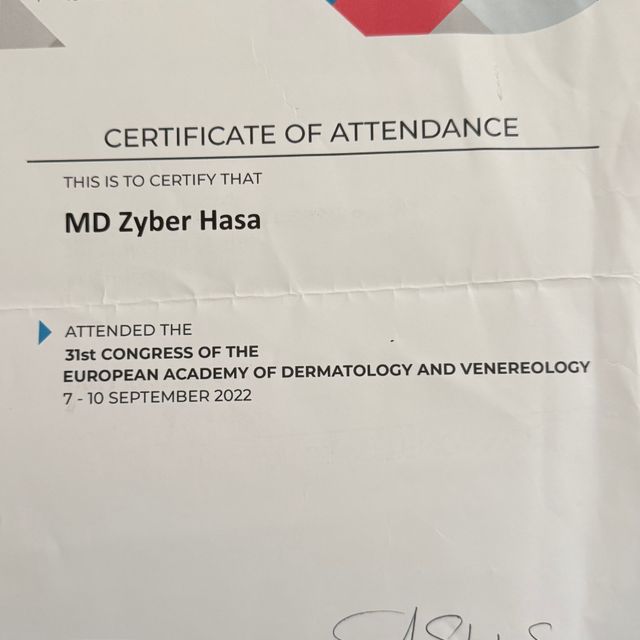 CERTIFICATE OF ATTENDANCE
THIS IS TO CERTIFY THAT
MD Zyber Hasa
ATTENDED THE
31st CONGRESS OF THE
EUROPEAN ACADEMY OF DERMATOLOGY AND VENEREOLOGY
7 - 10 SEPTEMBER 2022